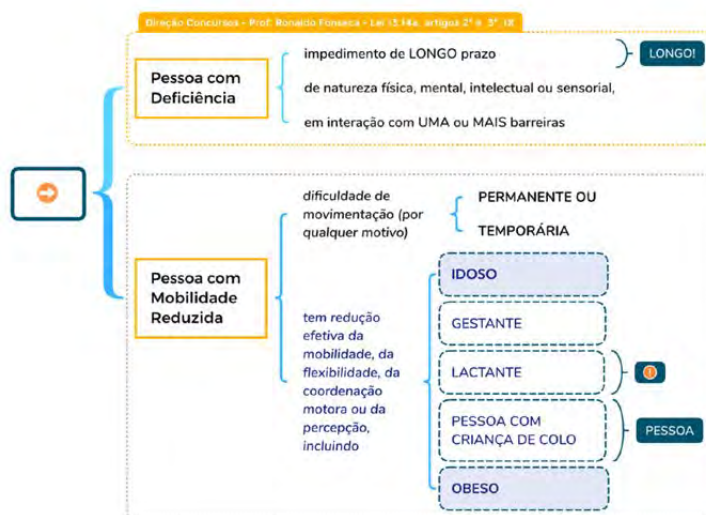 Direção Concursos - Prof. Ronaldo Fonseca - Lei 13.146, artigos 2º e 3º, IX
Pessoa com
Deficiência
impedimento de LONGO prazo
LONGO!
de natureza física, mental, intelectual ou sensorial,
em interação com UMA ou MAIS barreiras
Pessoa com
Mobilidade
Reduzida
dificuldade de
movimentação (por
qualquer motivo)
PERMANENTE OU
TEMPORÁRIA
tem redução
efetiva da
mobilidade, da
flexibilidade, da
coordenação
motora ou da
percepção,
incluindo
IDOSO
GESTANTE
LACTANTE
PESSOA COM
CRIANÇA DE COLO
PESSOA
OBESO